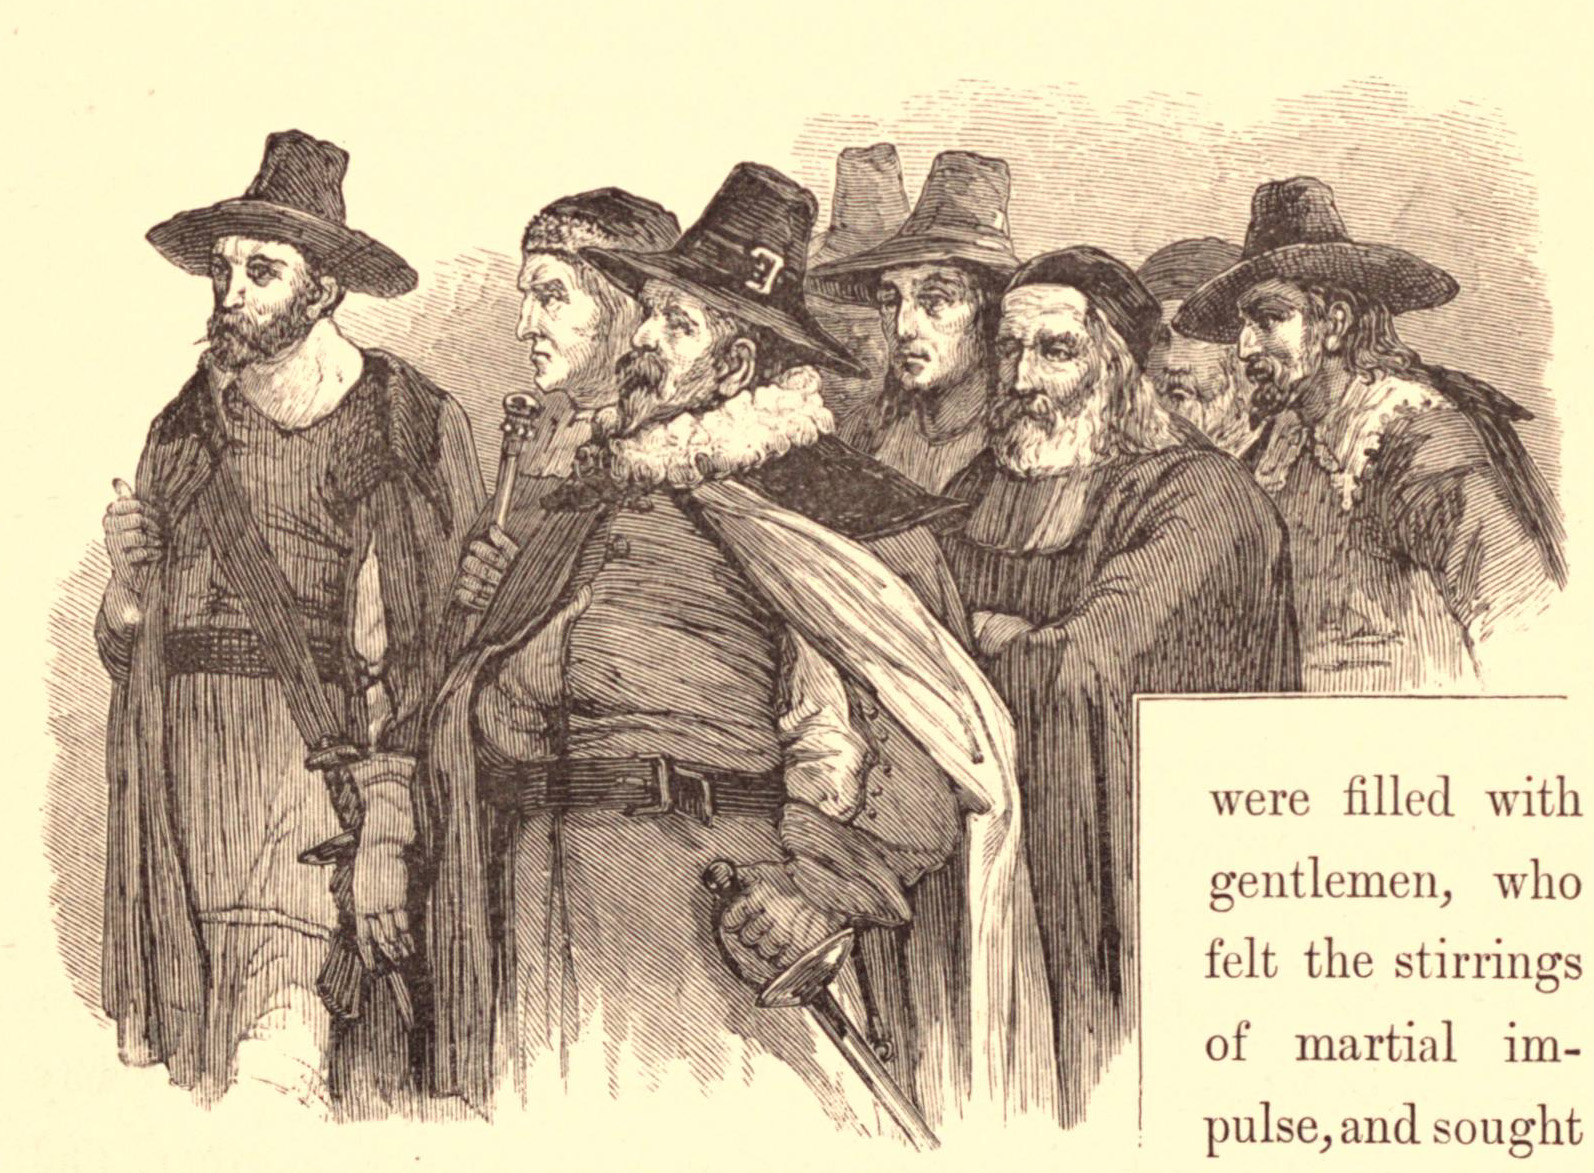 were filled with
gentlemen, who
felt the stirrings
of martial im-
pulse, and sought